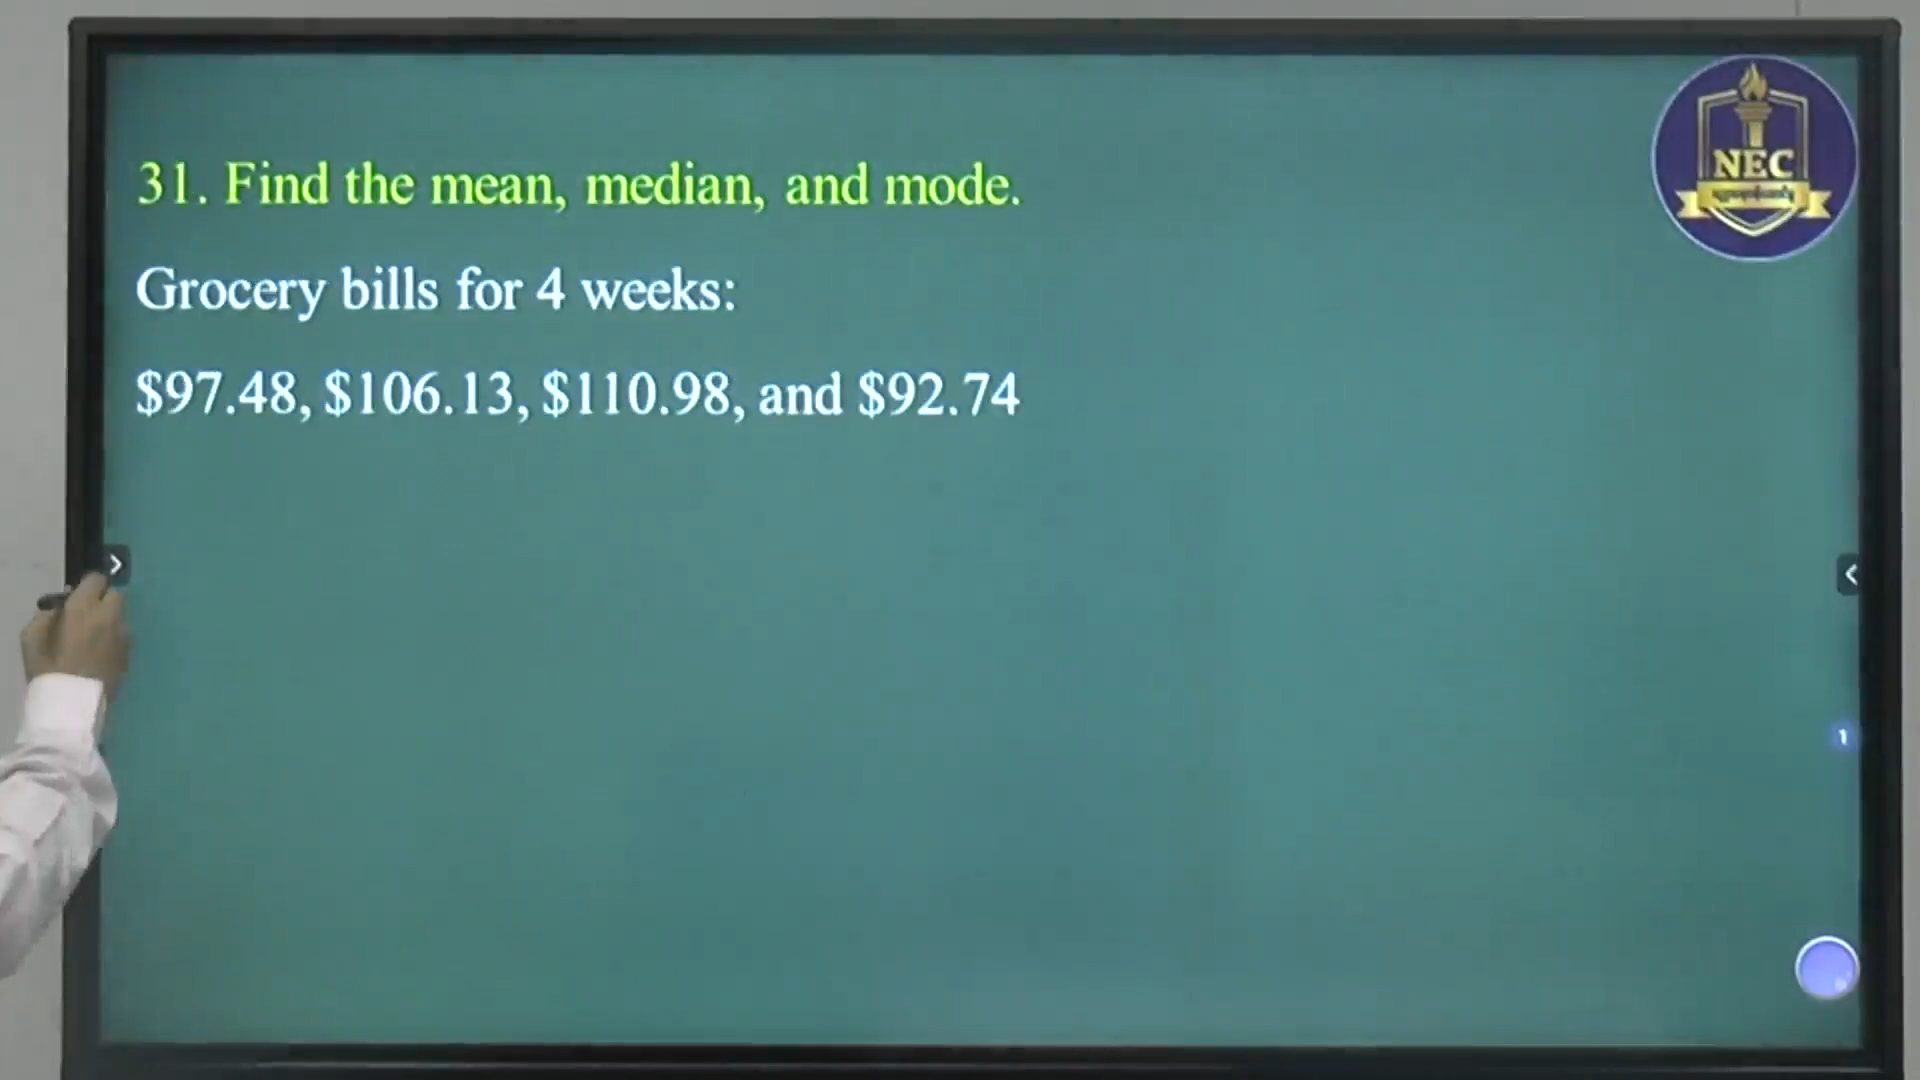 31. Find the mean, median, and mode.
Grocery bills for 4 weeks:
$97.48, $106.13, $110.98, and $92.74
NEC
1